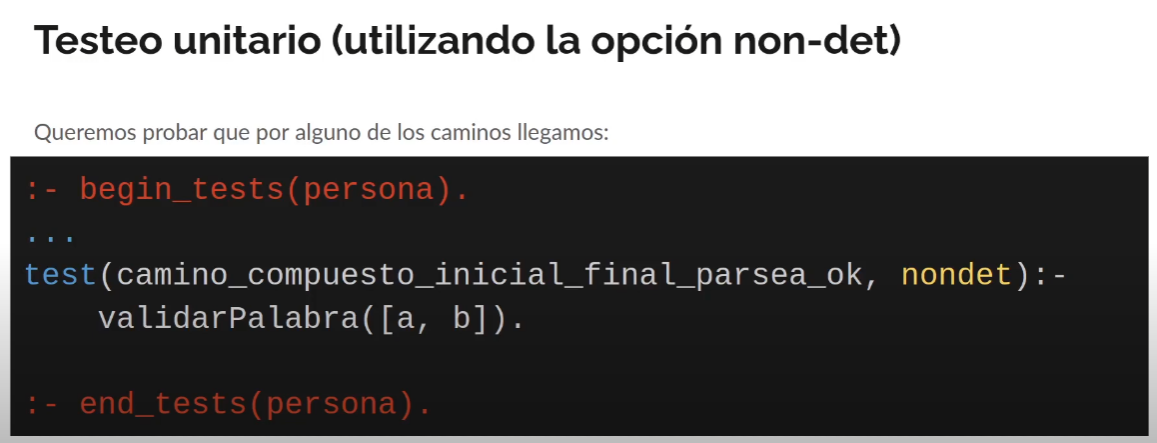 Testeo unitario (utilizando la opción non-det)
Queremos probar que por alguno de los caminos llegamos:
:- begin_tests(persona).
...
test(camino_compuesto_inicial_final_parsea_ok, nondet):-
validarPalabra([a, b]).
:- end_tests(persona).